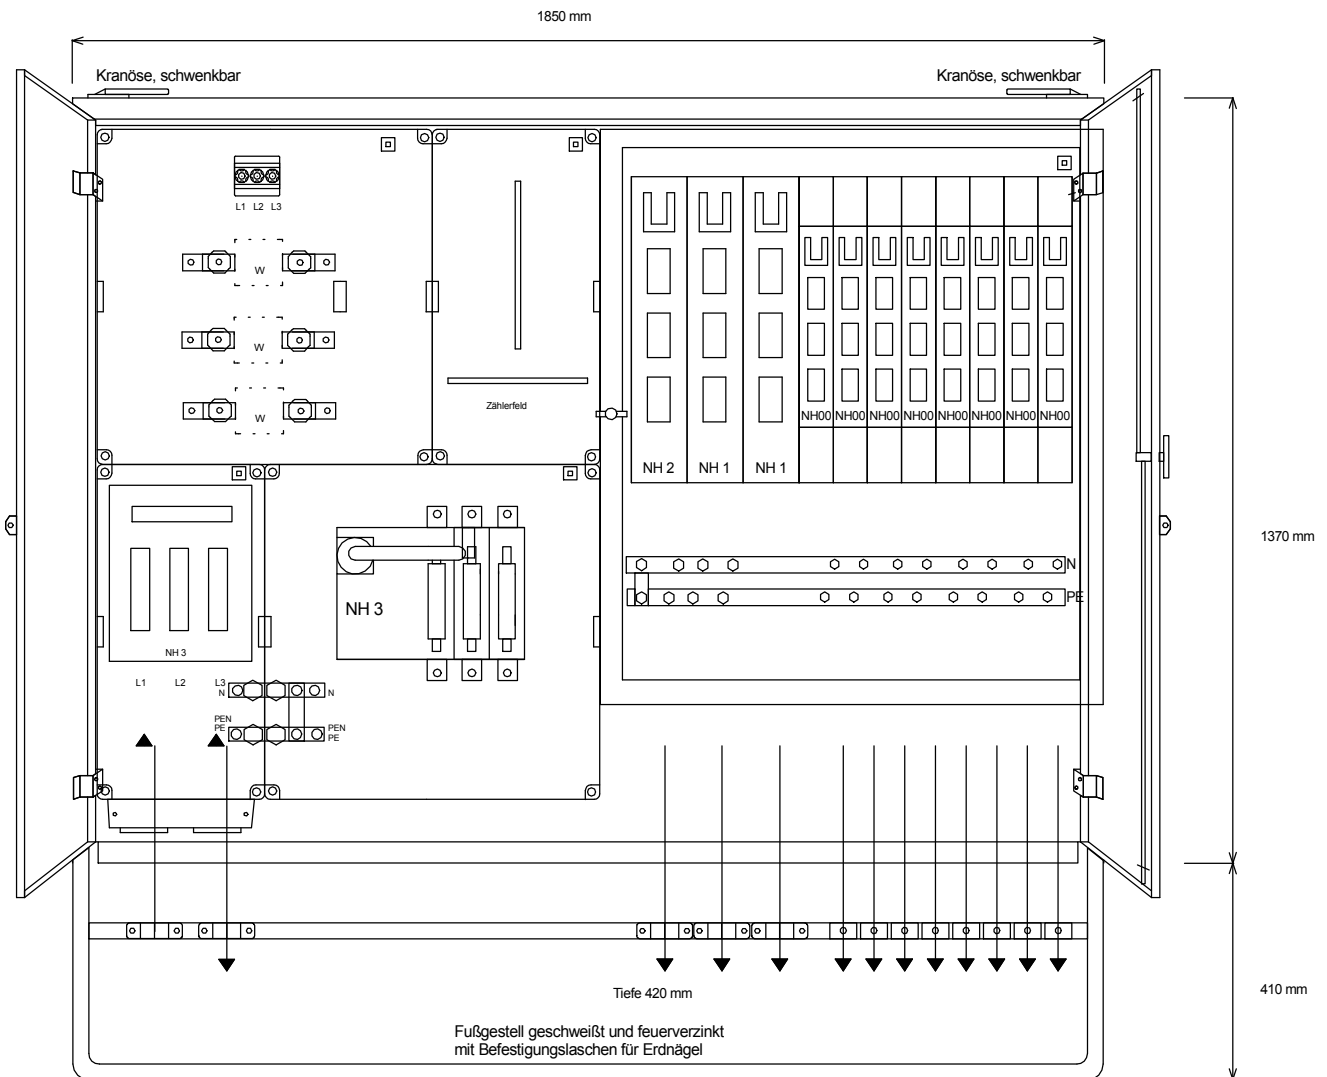 1850 mm
Kranöse, schwenkbar
Kranöse, schwenkbar
L1 L2 L3
W
W
W
Zählerfeld
NH 2
NH 1
NH 1
NH00
NH00
NH00
NH00
NH00
NH00
NH00
NH00
N
PE
NH 3
NH 3
L1
L2
L3
N
N
PEN
PE
PEN
PE
1370 mm
410 mm
Tiefe 420 mm
Fußgestell geschweißt und feuerverzinkt
mit Befestigungslaschen für Erdnägel